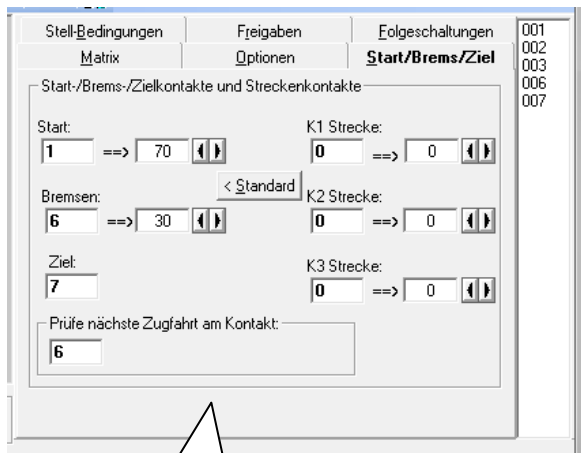 Stell-Bedingungen Freigaben Folgeschaltungen
Matrix Optionen Start/Brems/Ziel
Start-/Brems-/Zielkontakte und Streckenkontakte
Start: K1 Strecke:
1 ==> 70 0 ==> 0
< Standard
Bremsen: K2 Strecke:
6 ==> 30 0 ==> 0
Ziel: K3 Strecke:
7 0 ==> 0
Prüfe nächste Zugfahrt am Kontakt:
6
001
002
003
006
007